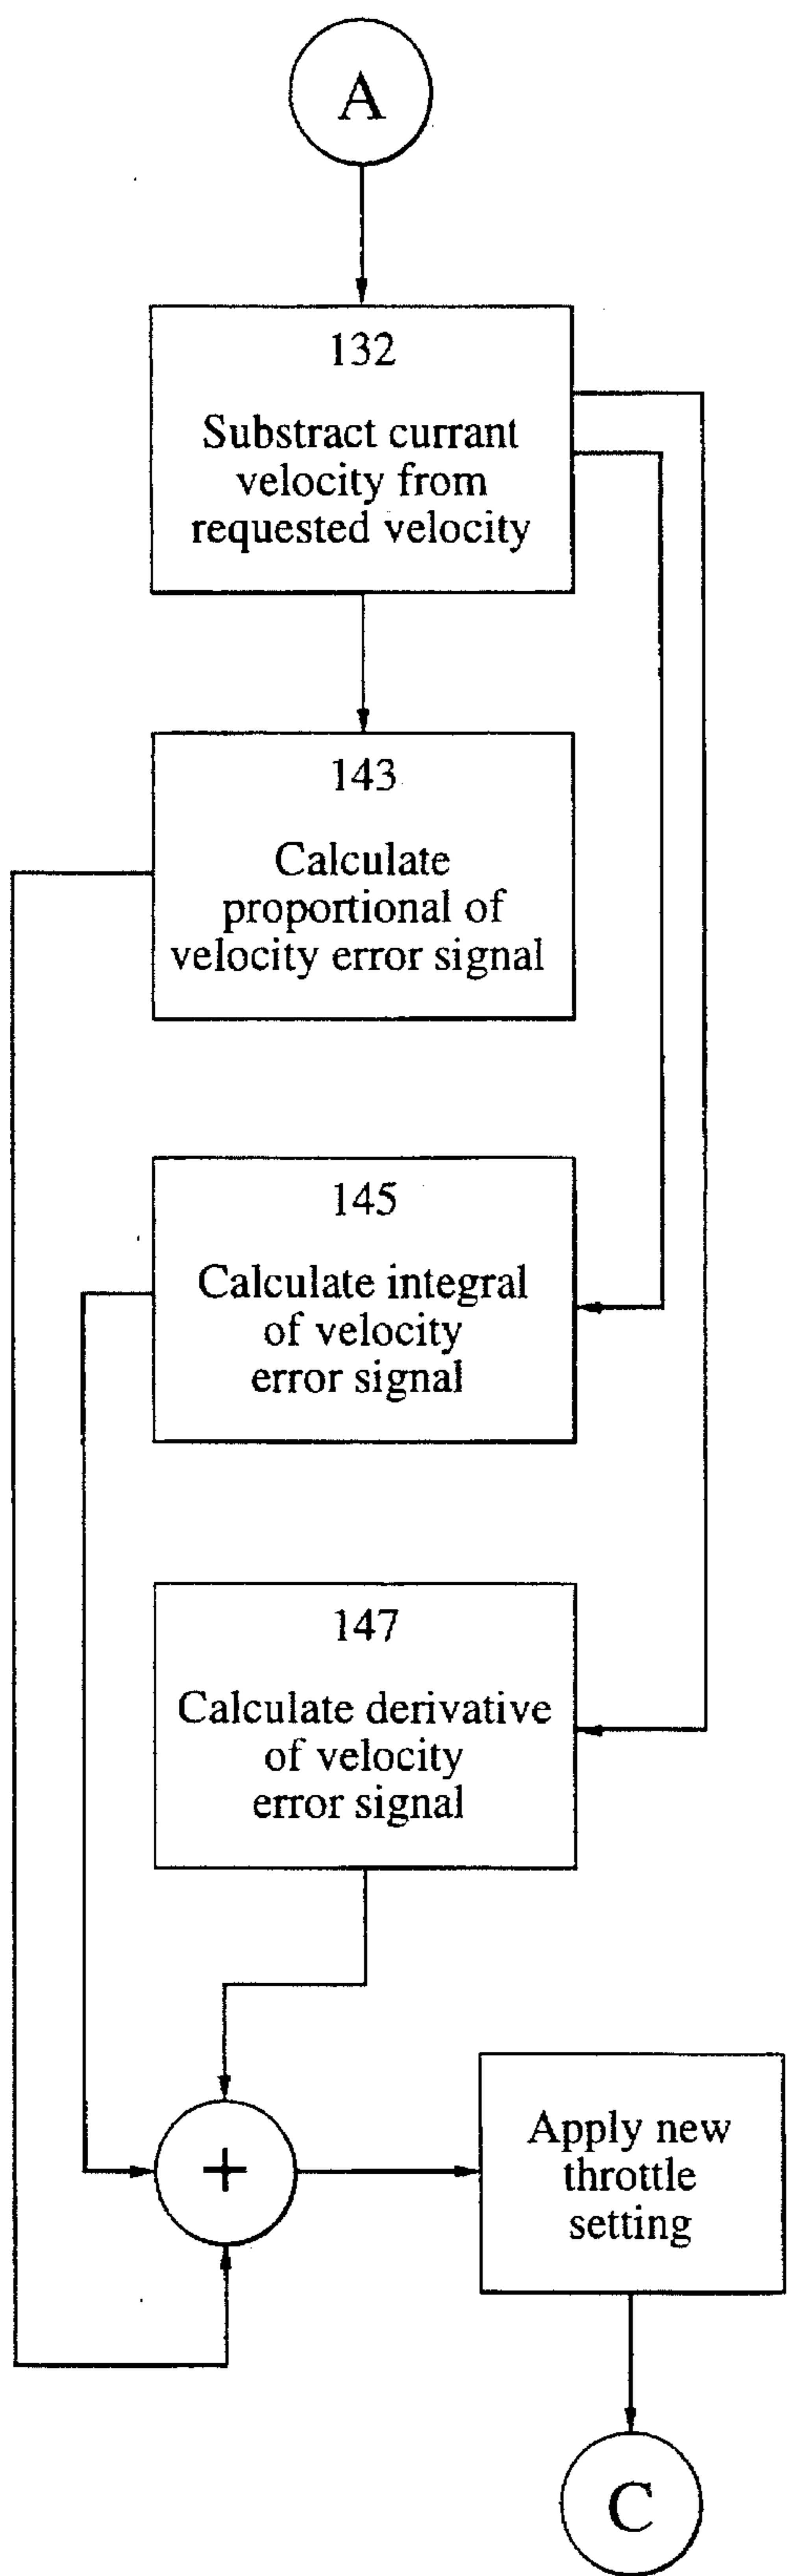 A
132
Substract currant
velocity from
requested velocity
143
Calculate
proportional of
velocity error signal
145
Calculate integral
of velocity
error signal
147
Calculate derivative
of velocity
error signal
+
Apply new
throttle
setting
C